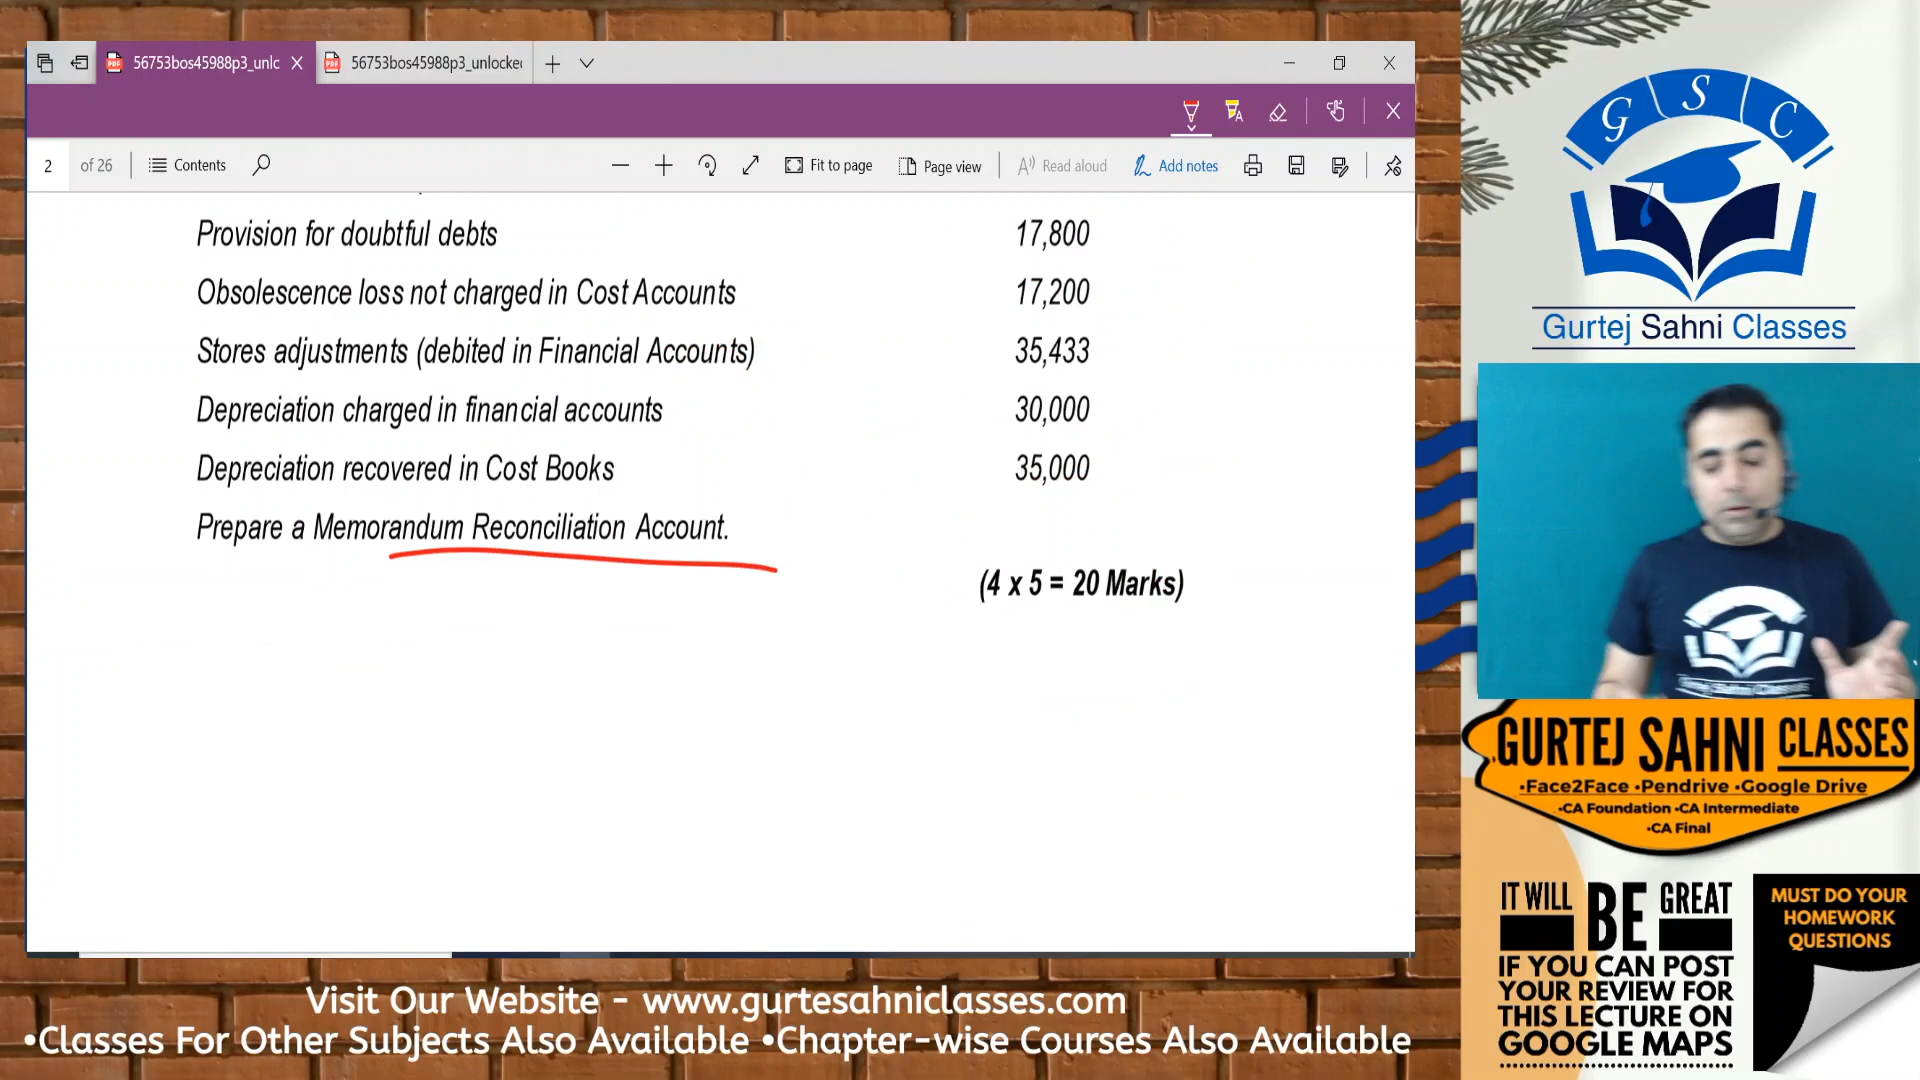 56753bos45988p3_unlc
56753bos45988p3_unlocked
2 of 26
Contents
Fit to page
Page view
Read aloud
Add notes
Provision for doubtful debts 17,800
Obsolescence loss not charged in Cost Accounts 17,200
Stores adjustments (debited in Financial Accounts) 35,433
Depreciation charged in financial accounts 30,000
Depreciation recovered in Cost Books 35,000
Prepare a Memorandum Reconciliation Account.
(4 x 5 = 20 Marks)
G S C
Gurtej Sahni Classes
GURTEJ SAHNI CLASSES
•Face2Face •Pendrive •Google Drive
•CA Foundation •CA Intermediate
•CA Final
IT WILL BE GREAT
IF YOU CAN POST
YOUR REVIEW FOR
THIS LECTURE ON
GOOGLE MAPS
MUST DO YOUR
HOMEWORK
QUESTIONS
Visit Our Website - www.gurtesahniclasses.com
•Classes For Other Subjects Also Available •Chapter-wise Courses Also Available